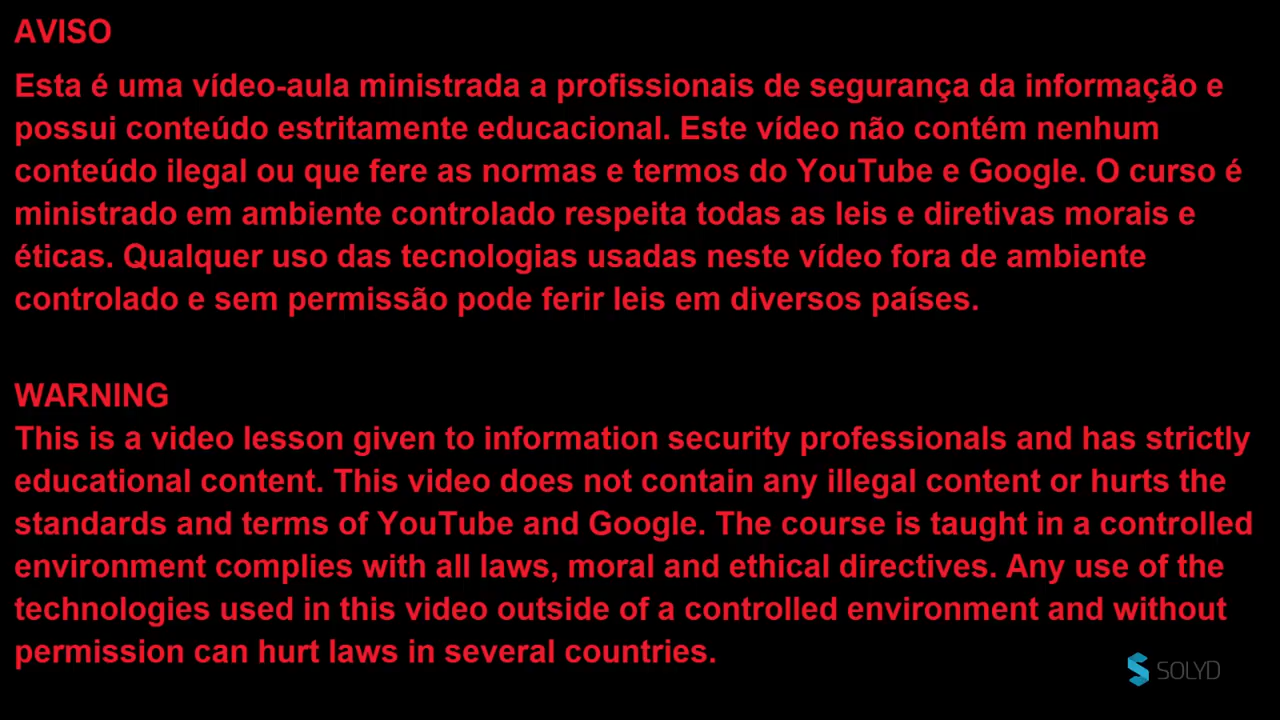 AVISO
Esta é uma vídeo-aula ministrada a profissionais de segurança da informação e
possui conteúdo estritamente educacional. Este vídeo não contém nenhum
conteúdo ilegal ou que fere as normas e termos do YouTube e Google. O curso é
ministrado em ambiente controlado respeita todas as leis e diretivas morais e
éticas. Qualquer uso das tecnologias usadas neste vídeo fora de ambiente
controlado e sem permissão pode ferir leis em diversos países.
WARNING
This is a video lesson given to information security professionals and has strictly
educational content. This video does not contain any illegal content or hurts the
standards and terms of YouTube and Google. The course is taught in a controlled
environment complies with all laws, moral and ethical directives. Any use of the
technologies used in this video outside of a controlled environment and without
permission can hurt laws in several countries.
SOLYD